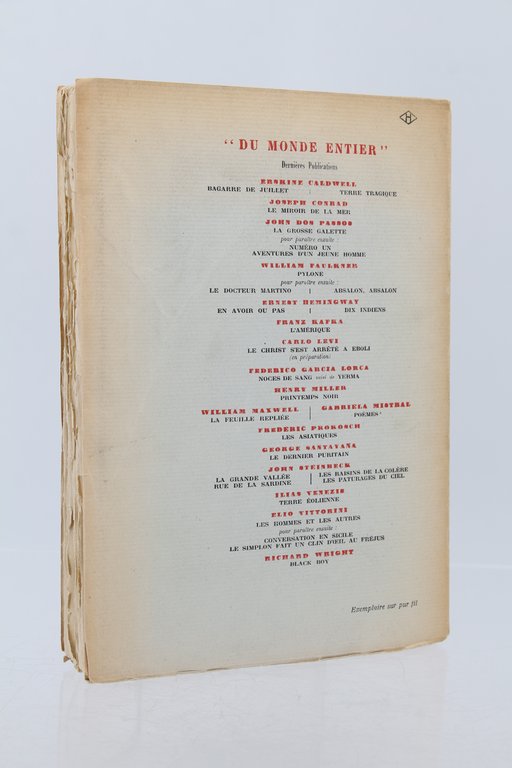 H
“ DU MONDE ENTIER ”
Dernières Publications
ERSKINE CALDWELL
BAGARRE DE JUILLET | TERRE TRAGIQUE
JOSEPH CONRAD
LE MIROIR DE LA MER
JOHN DOS PASSOS
LA GROSSE GALETTE
pour paraître ensuite :
NUMÉRO UN
AVENTURES D'UN JEUNE HOMME
WILLIAM FAULKNER
PYLONE
pour paraître ensuite :
LE DOCTEUR MARTINO | ABSALON, ABSALON
ERNEST HEMINGWAY
EN AVOIR OU PAS | DIX INDIENS
FRANZ KAFKA
L'AMÉRIQUE
CARLO LEVI
LE CHRIST S'EST ARRÊTÉ A EBOLI
(en préparation)
FEDERICO GARCIA LORCA
NOCES DE SANG suivi de YERMA
HENRY MILLER
PRINTEMPS NOIR
WILLIAM MAXWELL | GABRIELA MISTRAL
LA FEUILLE REPLIÉE | POÈMES
FREDERIC PROKOSCH
LES ASIATIQUES
GEORGE SANTAYANA
LE DERNIER PURITAIN
JOHN STEINBECK
LA GRANDE VALLÉE | LES RAISINS DE LA COLÈRE
RUE DE LA SARDINE | LES PATURAGES DU CIEL
ILIAS VENEZIS
TERRE ÉOLIENNE
ELIO VITTORINI
LES HOMMES ET LES AUTRES
pour paraître ensuite :
CONVERSATION EN SICILE
LE SIMPLON FAIT UN CLIN D'ŒIL AU FRÉJUS
RICHARD WRIGHT
BLACK BOY
Exemplaire sur pur fil